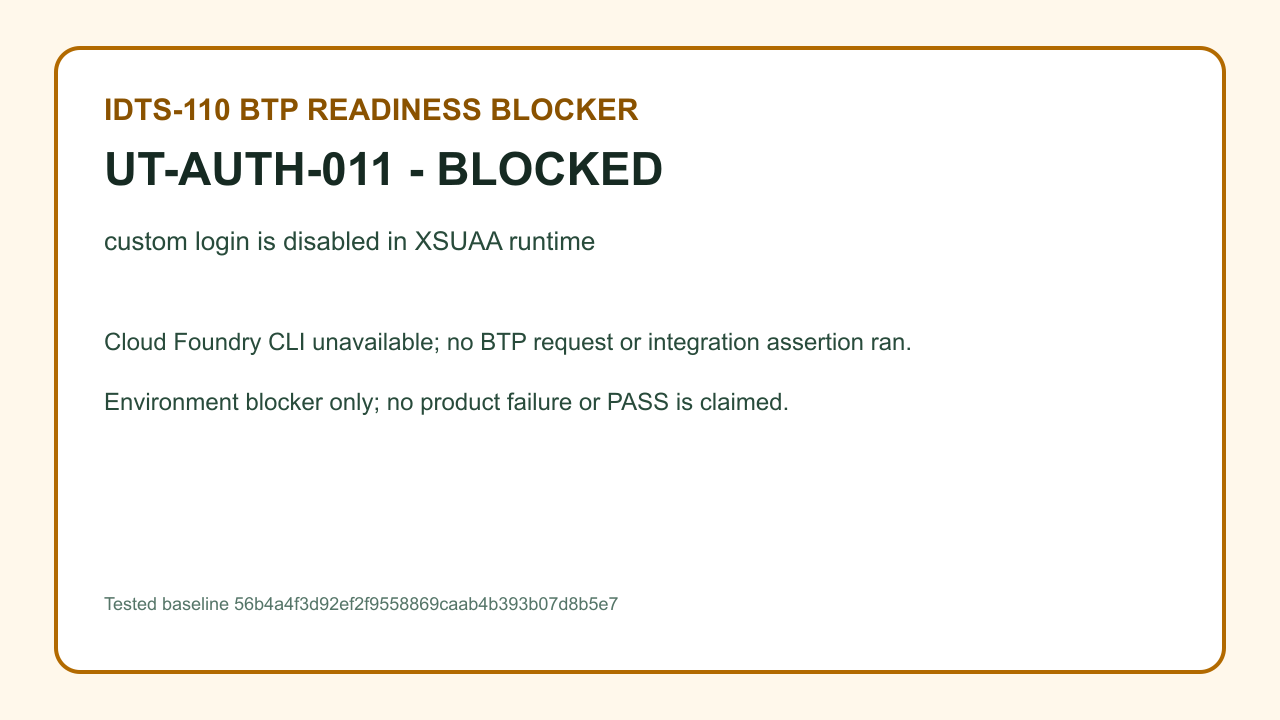 IDTS-110 BTP READINESS BLOCKER
UT-AUTH-011 - BLOCKED
custom login is disabled in XSUAA runtime
Cloud Foundry CLI unavailable; no BTP request or integration assertion ran.
Environment blocker only; no product failure or PASS is claimed.
Tested baseline 56b4a4f3d92ef2f9558869caab4b393b07d8b5e7